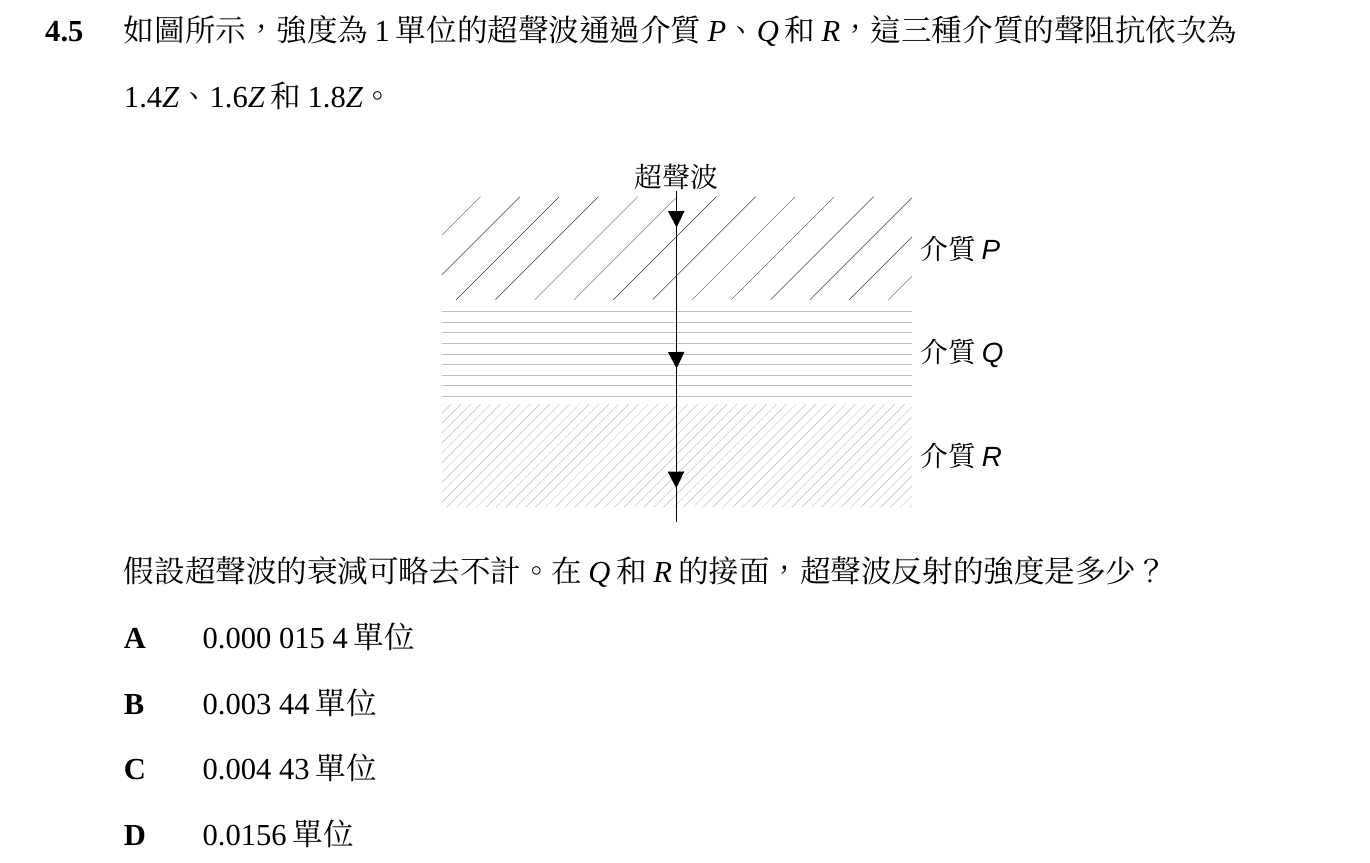 4.5 如圖所示，強度為 1 單位的超聲波通過介質 P、Q 和 R，這三種介質的聲阻抗依次為
1.4Z、1.6Z 和 1.8Z。
超聲波
介質 P
介質 Q
介質 R
假設超聲波的衰減可略去不計。在 Q 和 R 的接面，超聲波反射的強度是多少？
A 0.000 015 4 單位
B 0.003 44 單位
C 0.004 43 單位
D 0.0156 單位